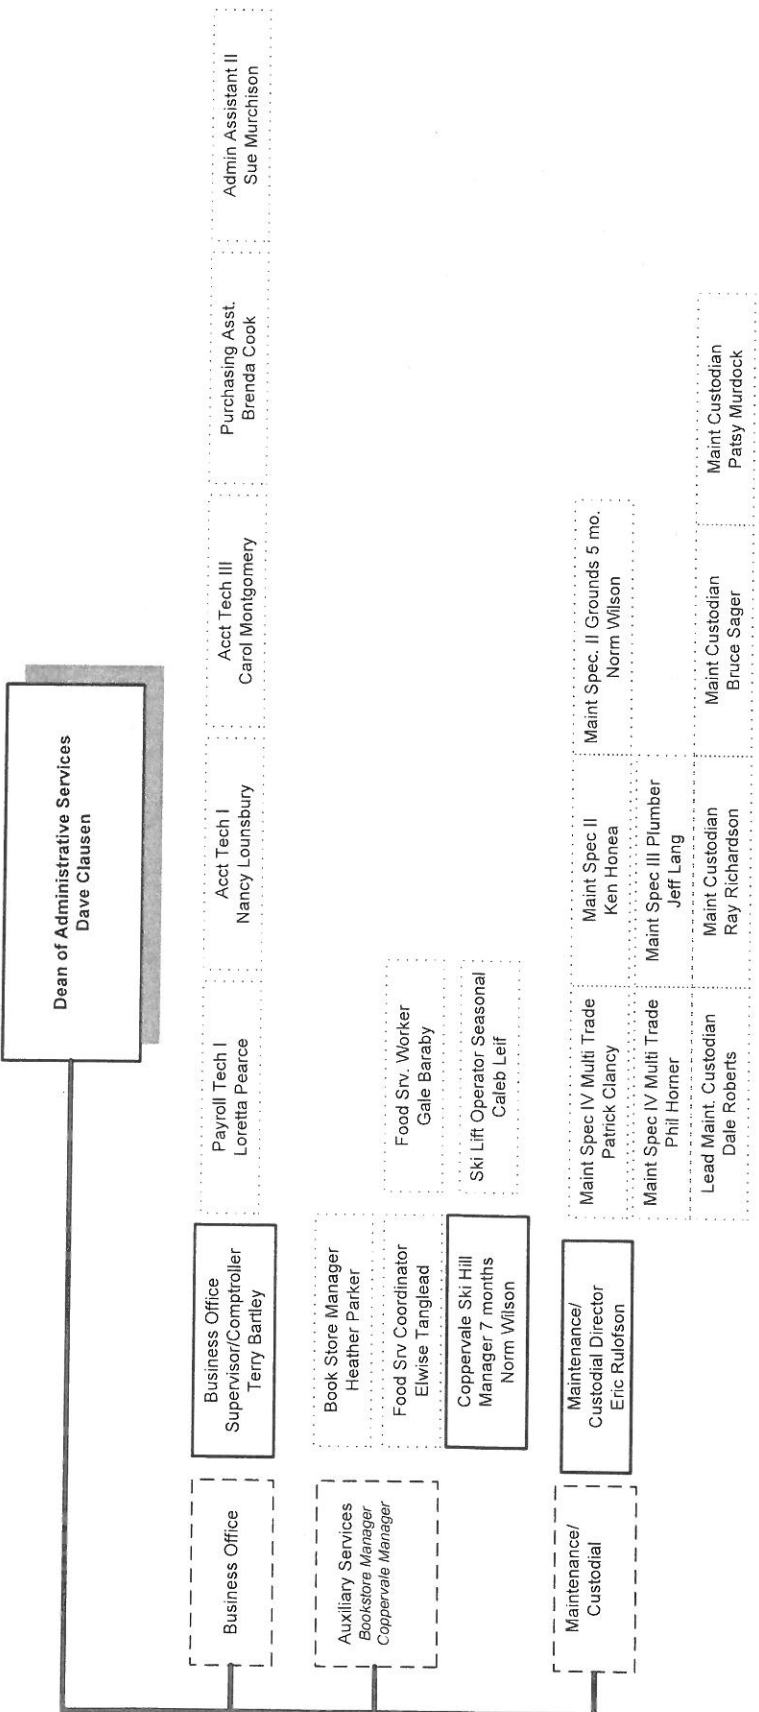 Dean of Administrative Services
Dave Clausen
Business Office
Business Office
Supervisor/Comptroller
Terry Bartley
Payroll Tech I
Loretta Pearce
Acct Tech I
Nancy Lounsbury
Acct Tech III
Carol Montgomery
Purchasing Asst.
Brenda Cook
Admin Assistant II
Sue Murchison
Auxiliary Services
Bookstore Manager
Coppervale Manager
Book Store Manager
Heather Parker
Food Srv Coordinator
Elwise Tanglead
Food Srv. Worker
Gale Baraby
Coppervale Ski Hill
Manager 7 months
Norm Wilson
Ski Lift Operator Seasonal
Caleb Leif
Maintenance/
Custodial
Maintenance/
Custodial Director
Eric Rulofson
Maint Spec IV Multi Trade
Patrick Clancy
Maint Spec II
Ken Honea
Maint Spec. II Grounds 5 mo.
Norm Wilson
Maint Spec IV Multi Trade
Phil Horner
Maint Spec III Plumber
Jeff Lang
Lead Maint. Custodian
Dale Roberts
Maint Custodian
Ray Richardson
Maint Custodian
Bruce Sager
Maint Custodian
Patsy Murdock